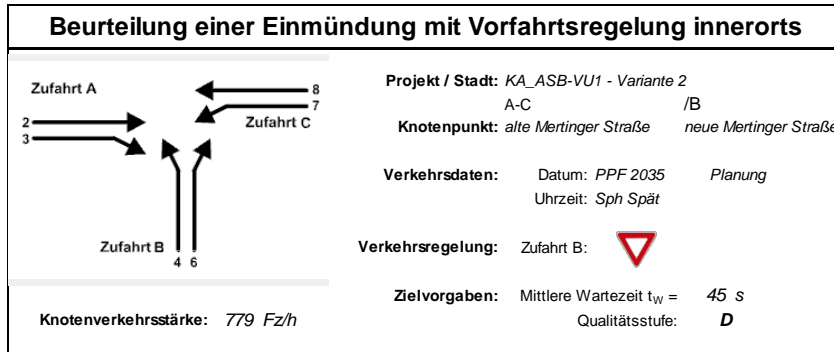 Beurteilung einer Einmündung mit Vorfahrtsregelung innerorts
Zufahrt A
8
7
2
Zufahrt C
3
Zufahrt B
4 6
Knotenverkehrsstärke: 779 Fz/h
Projekt / Stadt: KA_ASB-VU1 - Variante 2
A-C /B
Knotenpunkt: alte Mertinger Straße neue Mertinger Straße
Verkehrsdaten: Datum: PPF 2035 Planung
Uhrzeit: Sph Spät
Verkehrsregelung: Zufahrt B:
Zielvorgaben: Mittlere Wartezeit tW = 45 s
Qualitätsstufe: D